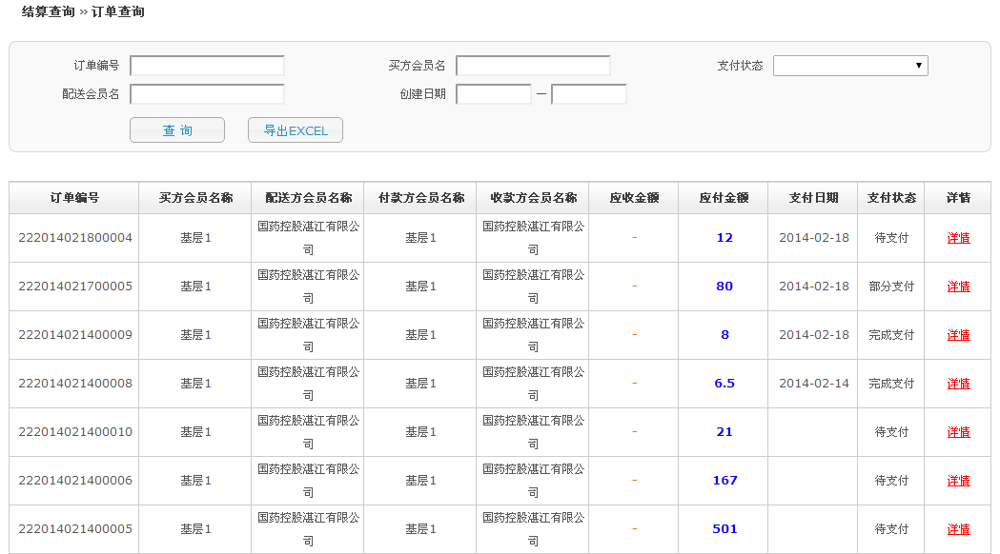 结算查询 » 订单查询
订单编号 买方会员名 支付状态
配送会员名 创建日期 —
查 询 导出EXCEL
订单编号 买方会员名称 配送方会员名称 付款方会员名称 收款方会员名称 应收金额 应付金额 支付日期 支付状态 详情
222014021800004 基层1 国药控股湛江有限公司 基层1 国药控股湛江有限公司 - 12 2014-02-18 待支付 详情
222014021700005 基层1 国药控股湛江有限公司 基层1 国药控股湛江有限公司 - 80 2014-02-18 部分支付 详情
222014021400009 基层1 国药控股湛江有限公司 基层1 国药控股湛江有限公司 - 8 2014-02-18 完成支付 详情
222014021400008 基层1 国药控股湛江有限公司 基层1 国药控股湛江有限公司 - 6.5 2014-02-14 完成支付 详情
222014021400010 基层1 国药控股湛江有限公司 基层1 国药控股湛江有限公司 - 21 待支付 详情
222014021400006 基层1 国药控股湛江有限公司 基层1 国药控股湛江有限公司 - 167 待支付 详情
222014021400005 基层1 国药控股湛江有限公司 基层1 国药控股湛江有限公司 - 501 待支付 详情